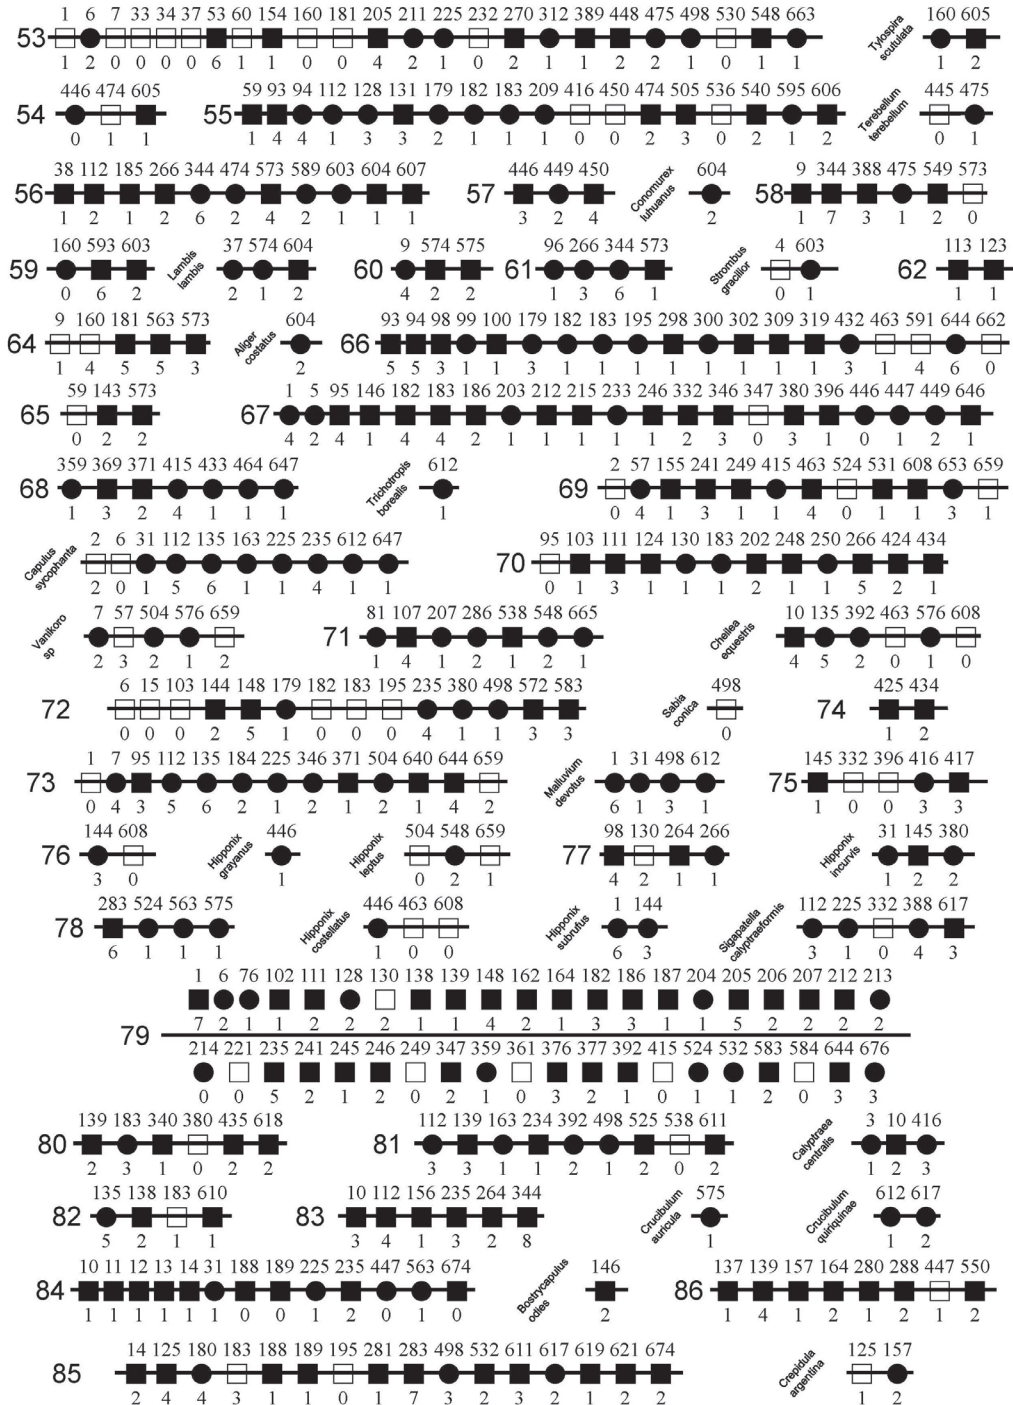 1 6 7 33 34 37 53 60 154 160 181 205 211 225 232 270 312 389 448 475 498 530 548 663 160 605
53 Tylospira scutulata
1 2 0 0 0 0 6 1 1 0 0 4 2 1 0 2 1 1 2 2 1 0 1 1 1 2
446 474 605 59 93 94 112 128 131 179 182 183 209 416 450 474 505 536 540 595 606 445 475
54 55 Terebellum terebellum
0 1 1 1 4 4 1 3 3 2 1 1 1 0 0 2 3 0 2 1 2 0 1
38 112 185 266 344 474 573 589 603 604 607 446 449 450 604 9 344 388 475 549 573
56 57 Conomurex luhuanus 58
1 2 1 2 6 2 4 2 1 1 1 3 2 4 2 1 7 3 1 2 0
160 593 603 37 574 604 9 574 575 96 266 344 573 4 603 113 123
59 Lambis lambis 60 61 Strombus gracilior 62
0 6 2 2 1 2 4 2 2 1 3 6 1 0 1 1 1
9 160 181 563 573 604 93 94 98 99 100 179 182 183 195 298 300 302 309 319 432 463 591 644 662
64 Aliger costatus 66
1 4 5 5 3 2 5 5 3 1 1 3 1 1 1 1 1 1 1 1 3 1 4 6 0
59 143 573 1 5 95 146 182 183 186 203 212 215 233 246 332 346 347 380 396 446 447 449 646
65 67
0 2 2 4 2 4 1 4 4 2 1 1 1 1 1 2 3 0 3 1 0 1 2 1
359 369 371 415 433 464 647 612 2 57 155 241 249 415 463 524 531 608 653 659
68 Trichotropis borealis 69
1 3 2 4 1 1 1 1 0 4 1 3 1 1 4 0 1 1 3 1
2 6 31 112 135 163 225 235 612 647 95 103 111 124 130 183 202 248 250 266 424 434
Capulus sycophanta 70
2 0 1 5 6 1 1 4 1 1 0 1 3 1 1 1 2 1 1 5 2 1
7 57 504 576 659 81 107 207 286 538 548 665 10 135 392 463 576 608
Vanikoro sp 71 Cheilea equestris
2 3 2 1 2 1 4 1 2 1 2 1 4 5 2 0 1 0
6 15 103 144 148 179 182 183 195 235 380 498 572 583 498 425 434
72 Sabia conica 74
0 0 0 2 5 1 0 0 0 4 1 1 3 3 0 1 2
1 7 95 112 135 184 225 346 371 504 640 644 659 1 31 498 612 145 332 396 416 417
73 Malluvium devotus 75
0 4 3 5 6 2 1 2 1 2 1 4 2 6 1 3 1 1 0 0 3 3
144 608 446 504 548 659 98 130 264 266 31 145 380
76 Hipponix grayanus Hipponix leptus 77 Hipponix incurvis
3 0 1 0 2 1 4 2 1 1 1 2 2
283 524 563 575 446 463 608 1 144 112 225 332 388 617
78 Hipponix costellatus Hipponix subrufus Sigapatella calyptraeformis
6 1 1 1 1 0 0 6 3 3 1 0 4 3
1 6 76 102 111 128 130 138 139 148 162 164 182 186 187 204 205 206 207 212 213
7 2 1 1 2 2 2 1 1 4 2 1 3 3 1 1 5 2 2 2 2
79
214 221 235 241 245 246 249 347 359 361 376 377 392 415 524 532 583 584 644 676
0 0 5 2 1 2 0 2 1 0 3 2 1 0 1 1 2 0 3 3
139 183 340 380 435 618 112 139 163 234 392 498 525 538 611 3 10 416
80 81 Calyptraea centralis
2 3 1 0 2 2 3 3 1 1 2 1 2 0 2 1 2 3
135 138 183 610 10 112 156 235 264 344 575 612 617
82 83 Crucibulum auricula Crucibulum quiriquinae
5 2 1 1 3 4 1 3 2 8 1 1 2
10 11 12 13 14 31 188 189 225 235 447 563 674 146 137 139 157 164 280 288 447 550
84 Bostrycapulus odies 86
1 1 1 1 1 1 0 0 1 2 0 1 0 2 1 4 1 2 1 2 1 2
14 125 180 183 188 189 195 281 283 498 532 611 617 619 621 674 125 157
85 Crepidula argentina
2 4 4 3 1 1 0 1 7 3 2 3 2 1 2 2 1 2